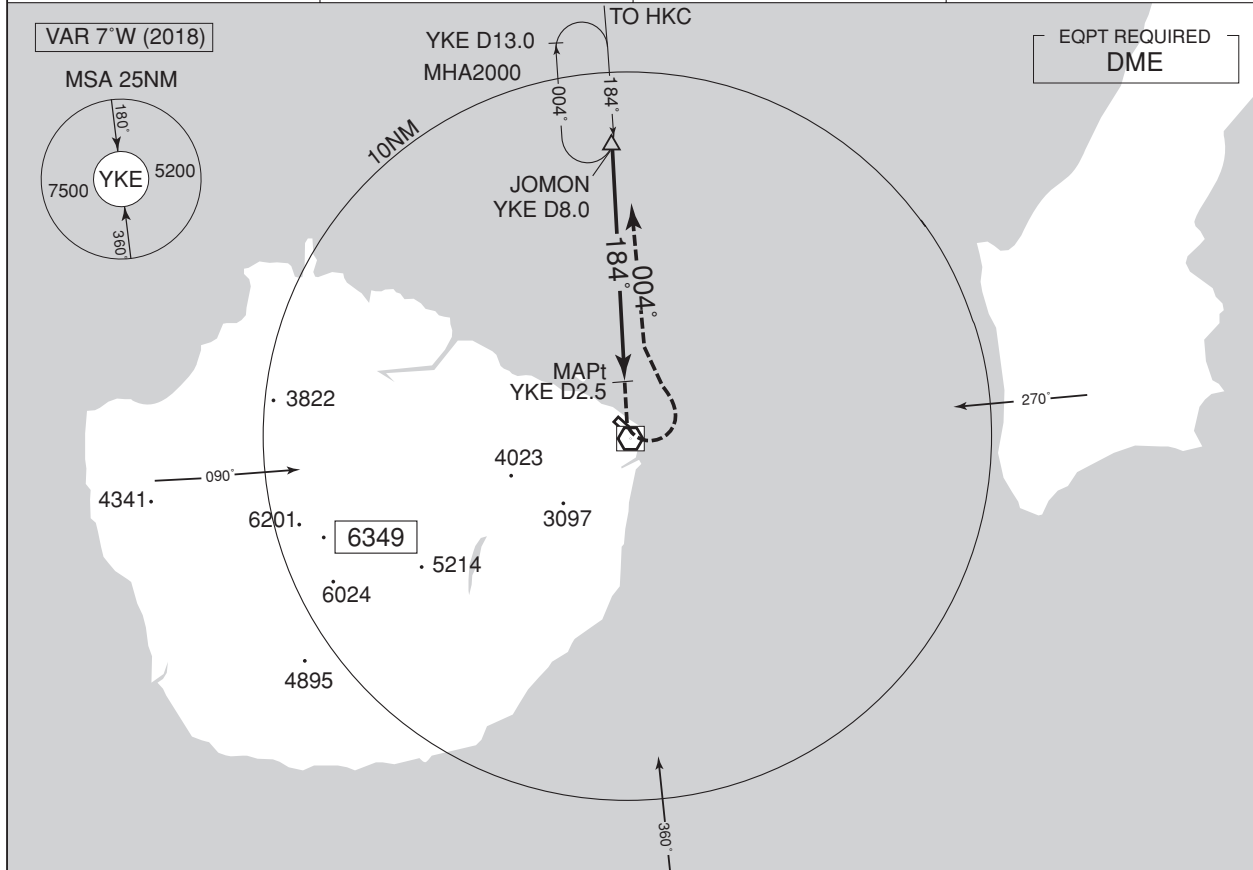 TO HKC
VAR 7°W (2018)
YKE D13.0
MHA2000
EQPT REQUIRED
DME
MSA 25NM
180°
7500
YKE
5200
360°
10NM
004°
184°
JOMON
YKE D8.0
184°
004°
MAPt
YKE D2.5
3822
270°
4023
090°
4341
3097
6201
6349
5214
6024
4895
360°